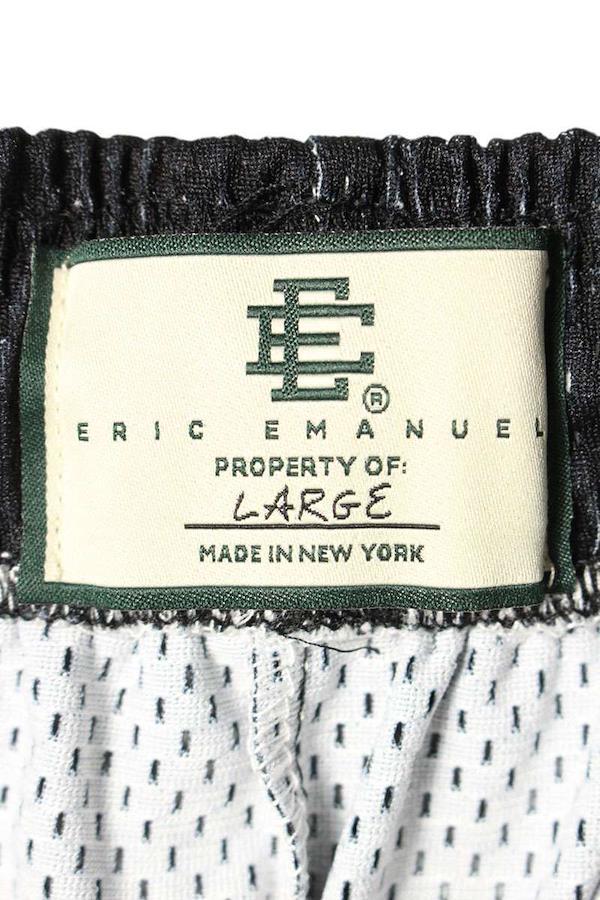 EE
®
ERIC EMANUEL
PROPERTY OF:
LARGE
MADE IN NEW YORK